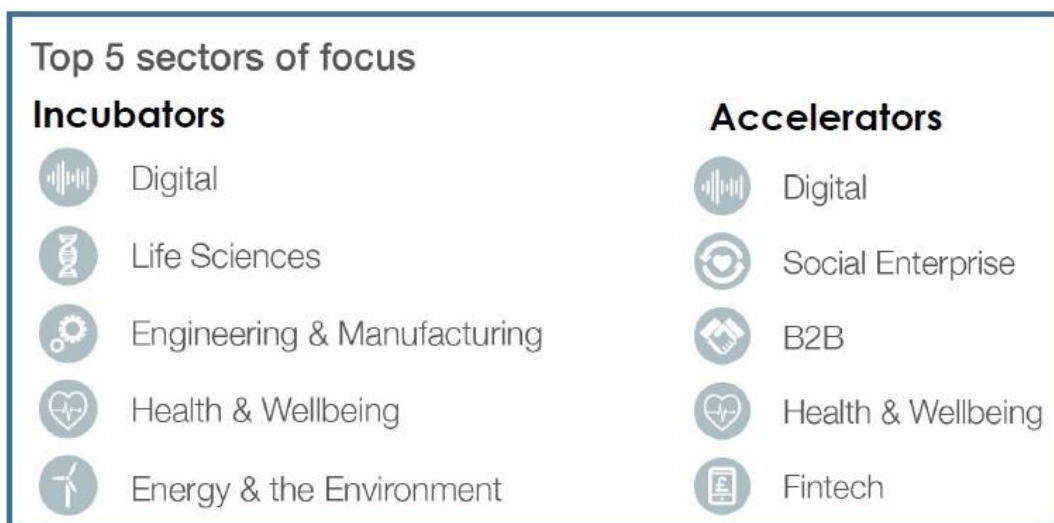 Top 5 sectors of focus
Incubators
Digital
Life Sciences
Engineering & Manufacturing
Health & Wellbeing
Energy & the Environment
Accelerators
Digital
Social Enterprise
B2B
Health & Wellbeing
£ Fintech